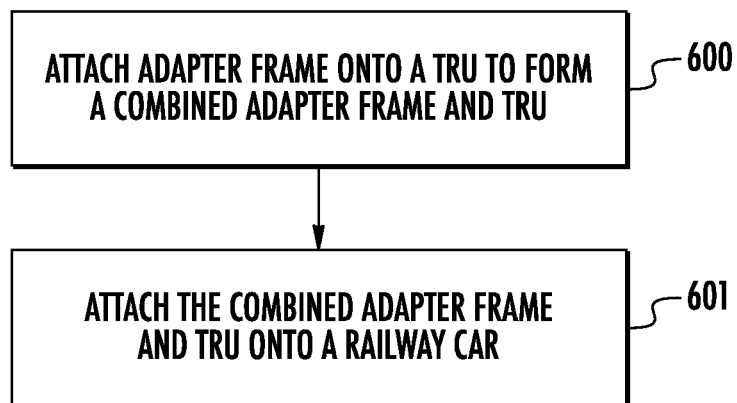 ATTACH ADAPTER FRAME ONTO A TRU TO FORM
A COMBINED ADAPTER FRAME AND TRU
600
ATTACH THE COMBINED ADAPTER FRAME
AND TRU ONTO A RAILWAY CAR
601